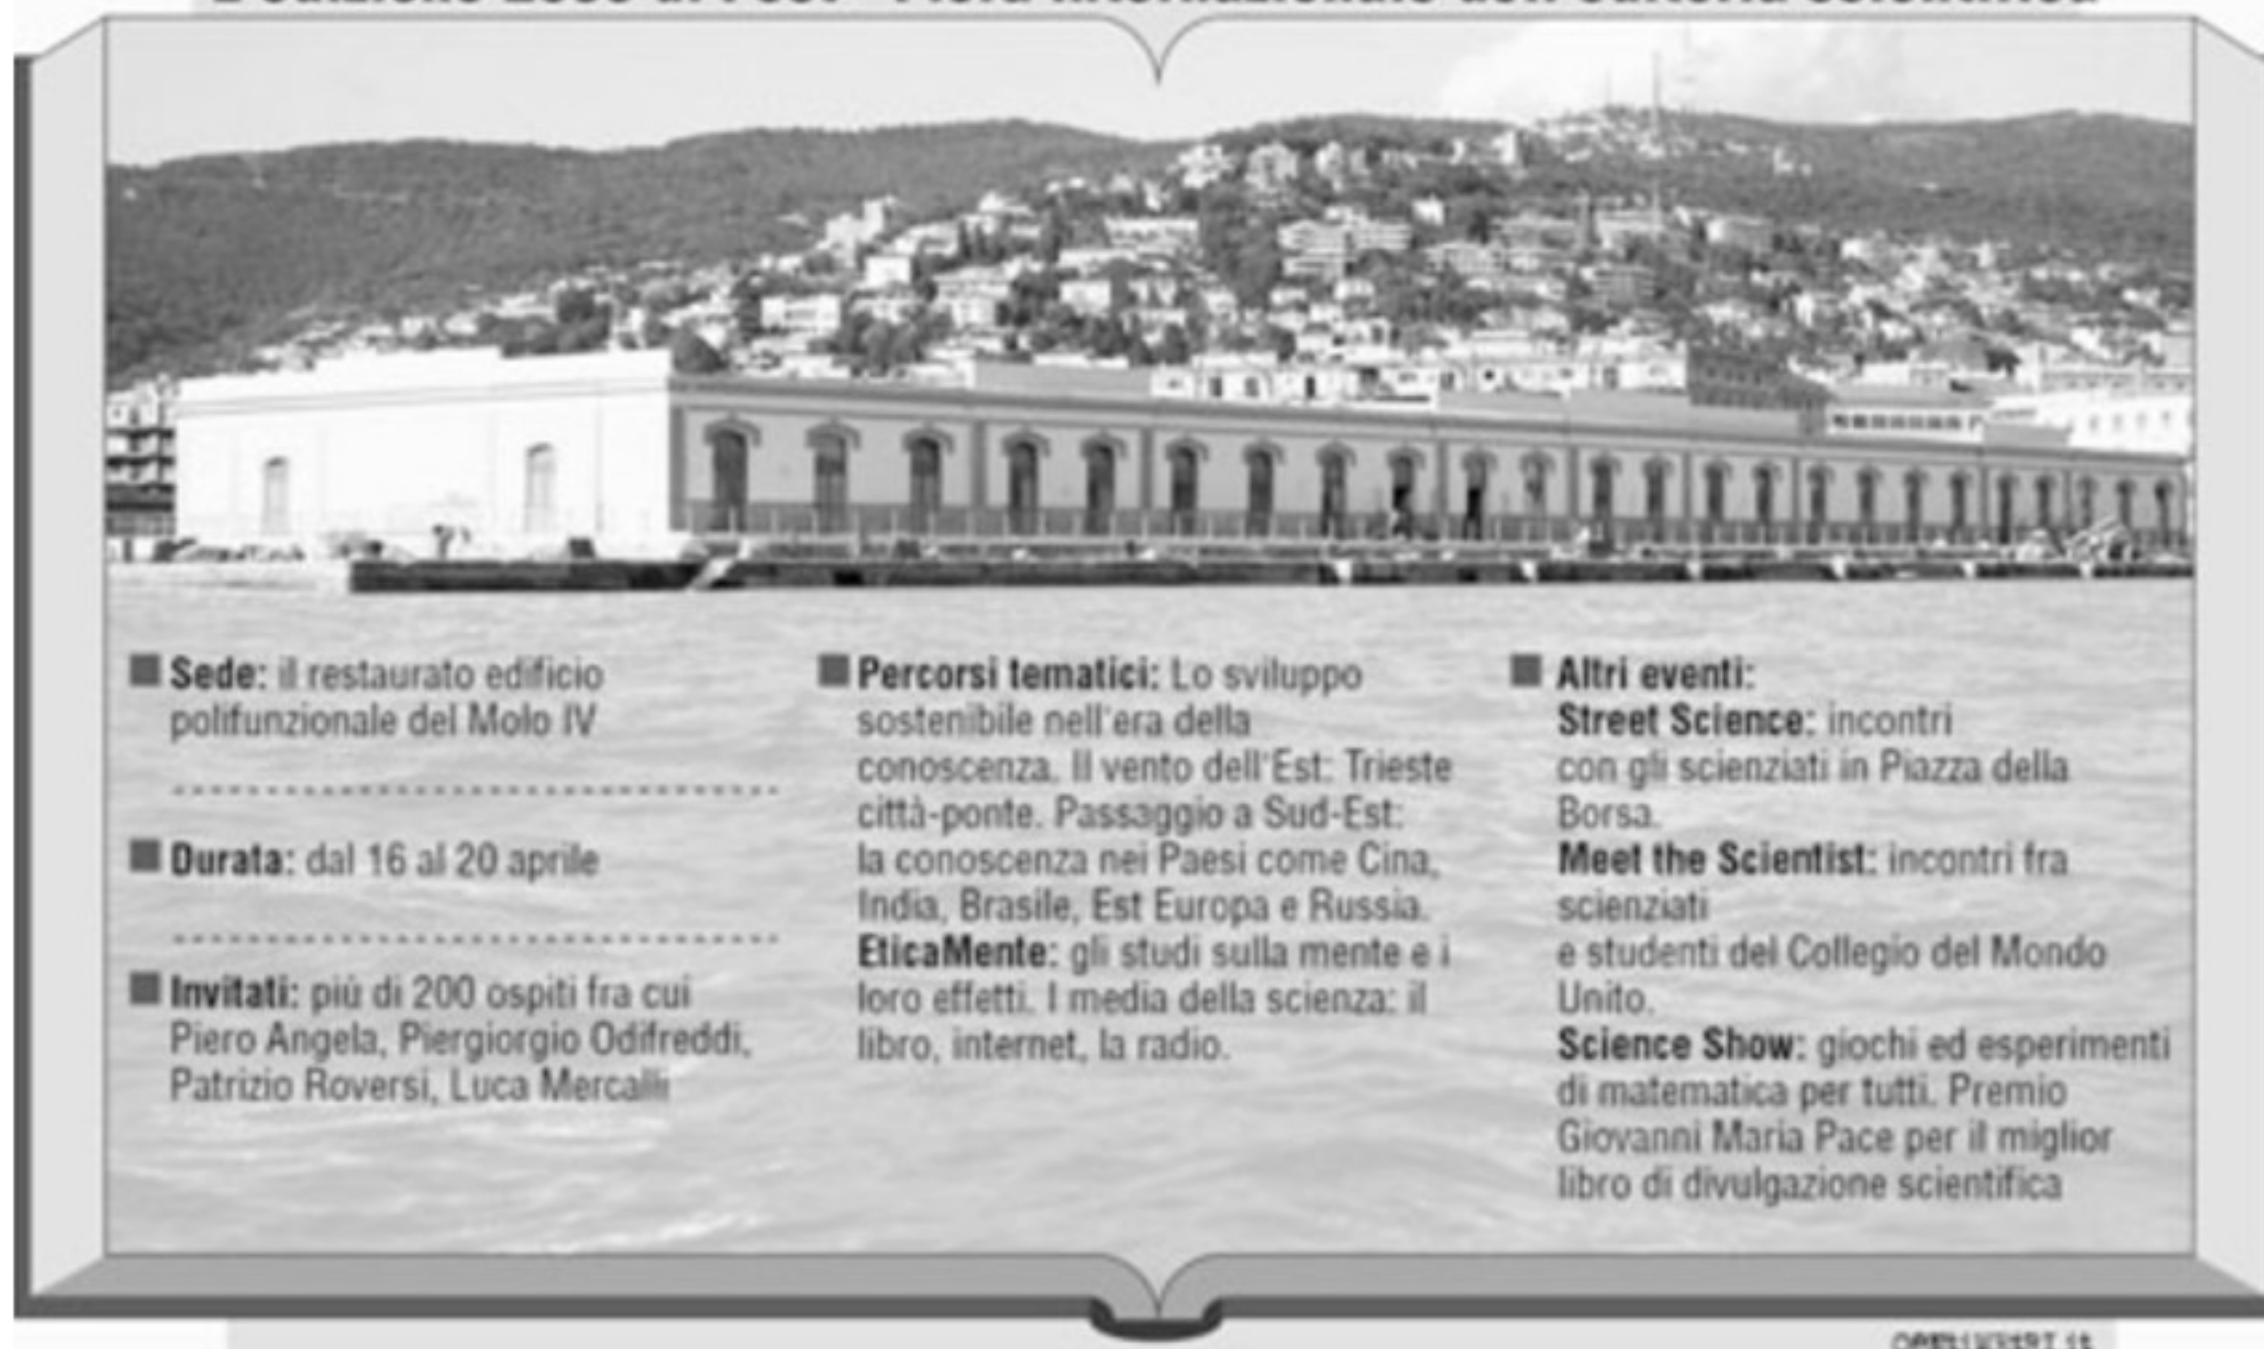 Sede: il restaurato edificio
polifunzionale del Molo IV
Durata: dal 16 al 20 aprile
Invitati: più di 200 ospiti fra cui
Piero Angela, Piergiorgio Odifreddi,
Patrizio Roversi, Luca Mercalli
Percorsi tematici: Lo sviluppo
sostenibile nell'era della
conoscenza. Il vento dell'Est: Trieste
città-ponte. Passaggio a Sud-Est:
la conoscenza nei Paesi come Cina,
India, Brasile, Est Europa e Russia.
EticaMente: gli studi sulla mente e i
loro effetti. I media della scienza: il
libro, internet, la radio.
Altri eventi:
Street Science: incontri
con gli scienziati in Piazza della
Borsa.
Meet the Scientist: incontri fra
scienziati
e studenti del Collegio del Mondo
Unito.
Science Show: giochi ed esperimenti
di matematica per tutti. Premio
Giovanni Maria Pace per il miglior
libro di divulgazione scientifica